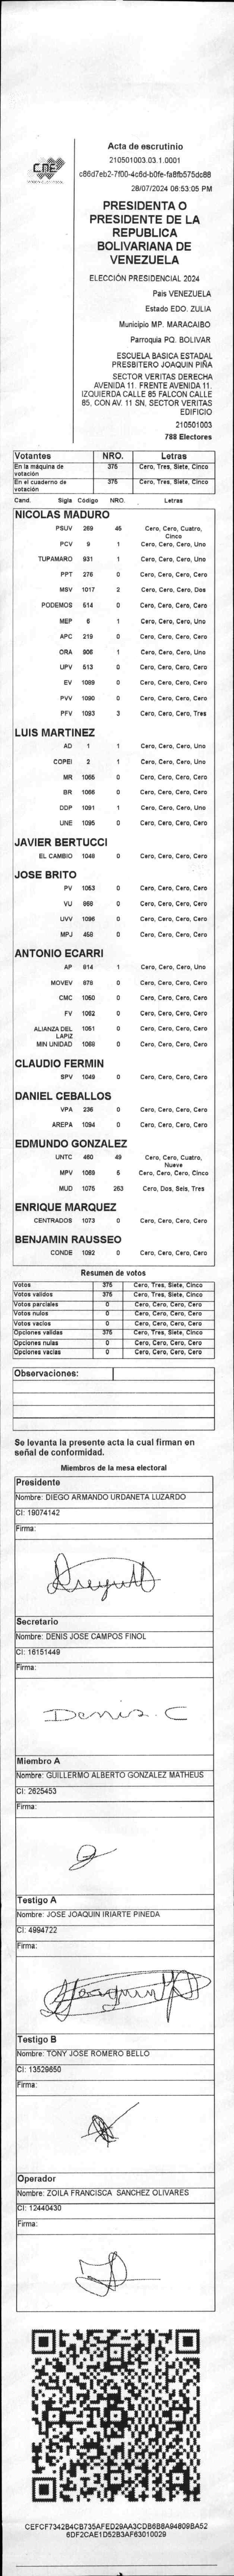 CNE
PODER ELECTORAL
Acta de escrutinio
210501003.03.1.0001
c86d7eb2-7f00-4c6d-b0fe-fa8fb575dc88
28/07/2024 06:53:05 PM
PRESIDENTA O
PRESIDENTE DE LA
REPUBLICA
BOLIVARIANA DE
VENEZUELA
ELECCIÓN PRESIDENCIAL 2024
Pais VENEZUELA
Estado EDO. ZULIA
Municipio MP. MARACAIBO
Parroquia PQ. BOLIVAR
ESCUELA BASICA ESTADAL
PRESBITERO JOAQUIN PIÑA
SECTOR VERITAS DERECHA
AVENIDA 11. FRENTE AVENIDA 11.
IZQUIERDA CALLE 85 FALCON CALLE
85, CON AV. 11 SN, SECTOR VERITAS
EDIFICIO
210501003
788 Electores
Votantes NRO. Letras
En la máquina de votación 375 Cero, Tres, Siete, Cinco
En el cuaderno de votación 375 Cero, Tres, Siete, Cinco
Cand. Sigla Código NRO. Letras
NICOLAS MADURO
PSUV 269 45 Cero, Cero, Cuatro, Cinco
PCV 9 1 Cero, Cero, Cero, Uno
TUPAMARO 931 1 Cero, Cero, Cero, Uno
PPT 276 0 Cero, Cero, Cero, Cero
MSV 1017 2 Cero, Cero, Cero, Dos
PODEMOS 514 0 Cero, Cero, Cero, Cero
MEP 6 1 Cero, Cero, Cero, Uno
APC 219 0 Cero, Cero, Cero, Cero
ORA 906 1 Cero, Cero, Cero, Uno
UPV 513 0 Cero, Cero, Cero, Cero
EV 1089 0 Cero, Cero, Cero, Cero
PVV 1090 0 Cero, Cero, Cero, Cero
PFV 1093 3 Cero, Cero, Cero, Tres
LUIS MARTINEZ
AD 1 1 Cero, Cero, Cero, Uno
COPEI 2 1 Cero, Cero, Cero, Uno
MR 1065 0 Cero, Cero, Cero, Cero
BR 1066 0 Cero, Cero, Cero, Cero
DDP 1091 1 Cero, Cero, Cero, Uno
UNE 1095 0 Cero, Cero, Cero, Cero
JAVIER BERTUCCI
EL CAMBIO 1048 0 Cero, Cero, Cero, Cero
JOSE BRITO
PV 1053 0 Cero, Cero, Cero, Cero
VU 968 0 Cero, Cero, Cero, Cero
UVV 1096 0 Cero, Cero, Cero, Cero
MPJ 458 0 Cero, Cero, Cero, Cero
ANTONIO ECARRI
AP 814 1 Cero, Cero, Cero, Uno
MOVEV 878 0 Cero, Cero, Cero, Cero
CMC 1050 0 Cero, Cero, Cero, Cero
FV 1062 0 Cero, Cero, Cero, Cero
ALIANZA DEL LAPIZ 1051 0 Cero, Cero, Cero, Cero
MIN UNIDAD 1068 0 Cero, Cero, Cero, Cero
CLAUDIO FERMIN
SPV 1049 0 Cero, Cero, Cero, Cero
DANIEL CEBALLOS
VPA 236 0 Cero, Cero, Cero, Cero
AREPA 1094 0 Cero, Cero, Cero, Cero
EDMUNDO GONZALEZ
UNTC 460 49 Cero, Cero, Cuatro, Nueve
MPV 1069 5 Cero, Cero, Cero, Cinco
MUD 1075 263 Cero, Dos, Seis, Tres
ENRIQUE MARQUEZ
CENTRADOS 1073 0 Cero, Cero, Cero, Cero
BENJAMIN RAUSSEO
CONDE 1092 0 Cero, Cero, Cero, Cero
Resumen de votos
Votos 375 Cero, Tres, Siete, Cinco
Votos validos 375 Cero, Tres, Siete, Cinco
Votos parciales 0 Cero, Cero, Cero, Cero
Votos nulos 0 Cero, Cero, Cero, Cero
Votos vacios 0 Cero, Cero, Cero, Cero
Opciones validas 375 Cero, Tres, Siete, Cinco
Opciones nulas 0 Cero, Cero, Cero, Cero
Opciones vacias 0 Cero, Cero, Cero, Cero
Observaciones:
Se levanta la presente acta la cual firman en
señal de conformidad.
Miembros de la mesa electoral
Presidente
Nombre: DIEGO ARMANDO URDANETA LUZARDO
CI: 19074142
Firma:
Secretario
Nombre: DENIS JOSE CAMPOS FINOL
CI: 16151449
Firma:
Denis. C
Miembro A
Nombre: GUILLERMO ALBERTO GONZALEZ MATHEUS
CI: 2625453
Firma:
Testigo A
Nombre: JOSE JOAQUIN IRIARTE PINEDA
CI: 4994722
Firma:
Testigo B
Nombre: TONY JOSE ROMERO BELLO
CI: 13529650
Firma:
Operador
Nombre: ZOILA FRANCISCA SANCHEZ OLIVARES
CI: 12440430
Firma:
CEFCF7342B4CB735AFED29AA3CDB6B8A94809BA52
6DF2CAE1D52B3AF63010029